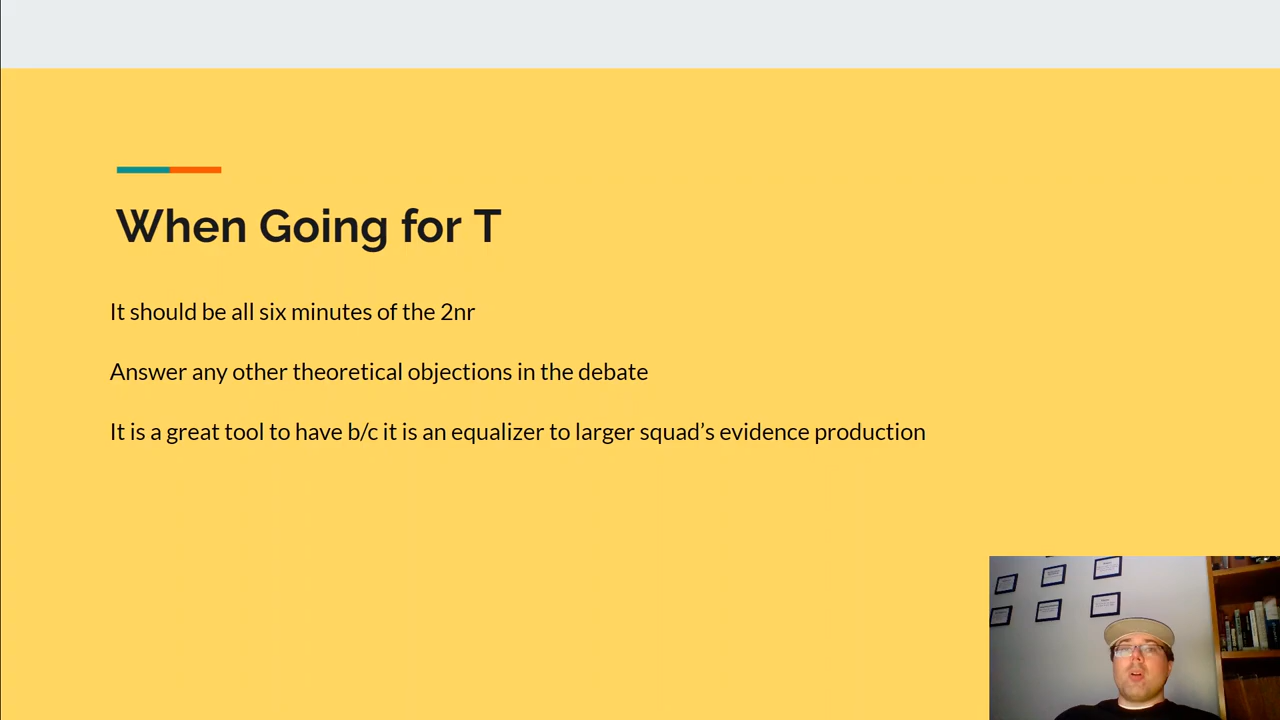 When Going for T
It should be all six minutes of the 2nr
Answer any other theoretical objections in the debate
It is a great tool to have b/c it is an equalizer to larger squad’s evidence production